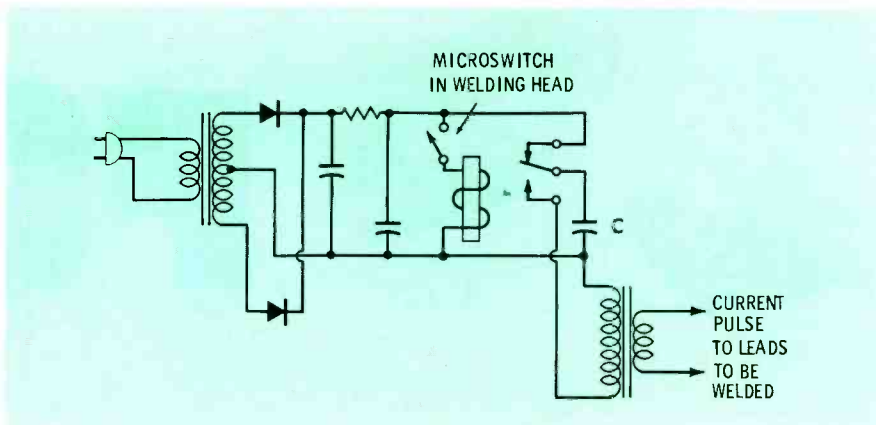 MICROSWITCH
IN WELDING HEAD
C
CURRENT
PULSE
TO LEADS
TO BE
WELDED